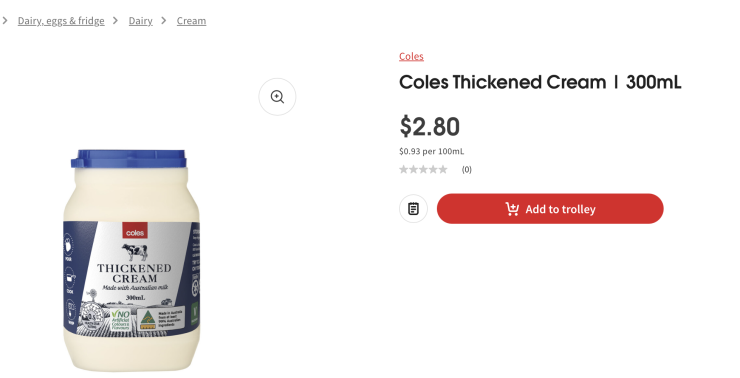 Dairy, eggs & fridge > Dairy > Cream
Coles
Coles Thickened Cream | 300mL
$2.80
$0.93 per 100mL
(0)
Add to trolley
coles
THICKENED
CREAM
Made with Australian milk
300mL
NO
Artificial
Colours or
Flavours